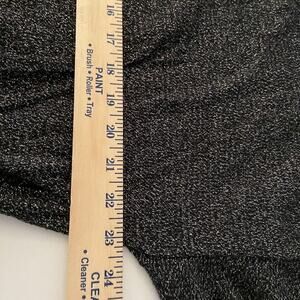 16
17
18
19
20
21
22
23
24
PAINT
• Brush • Roller • Tray
CLEA
• Cleaner •